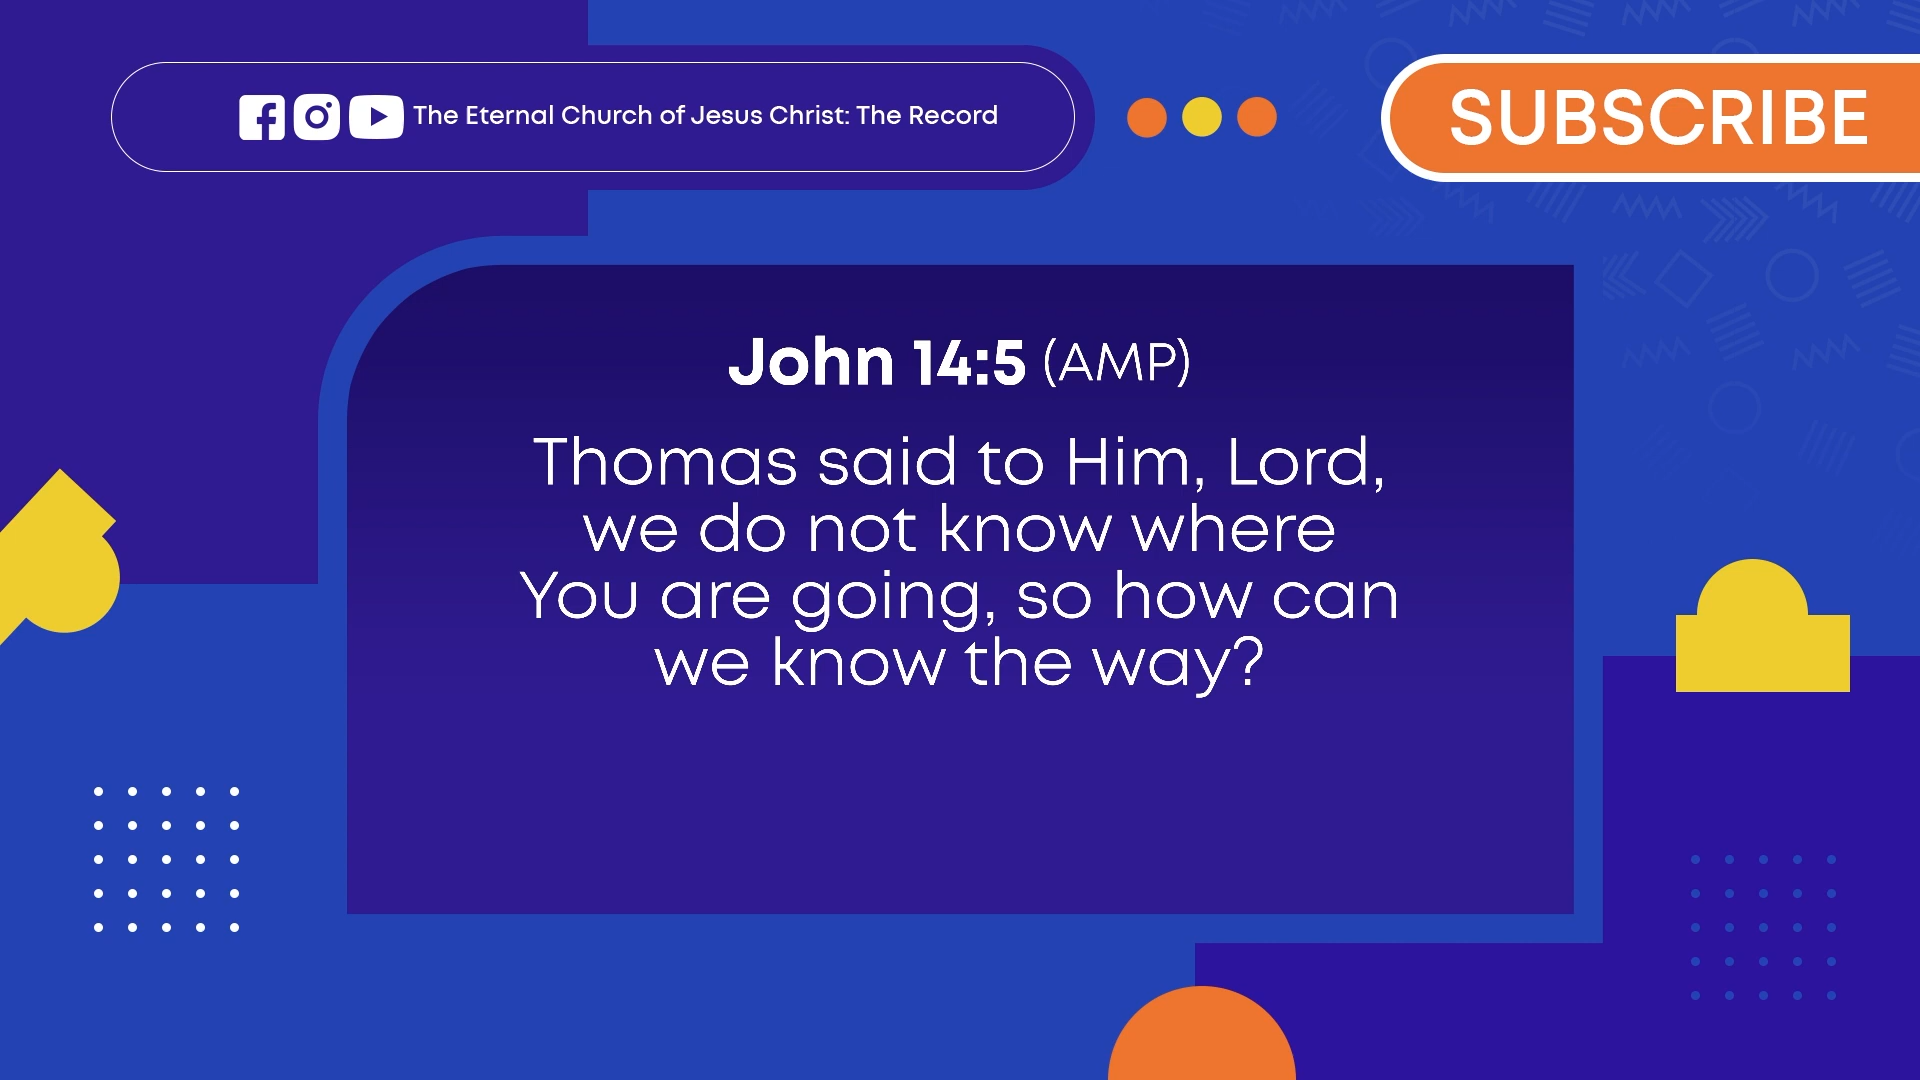 The Eternal Church of Jesus Christ: The Record
SUBSCRIBE
John 14:5 (AMP)
Thomas said to Him, Lord,
we do not know where
You are going, so how can
we know the way?